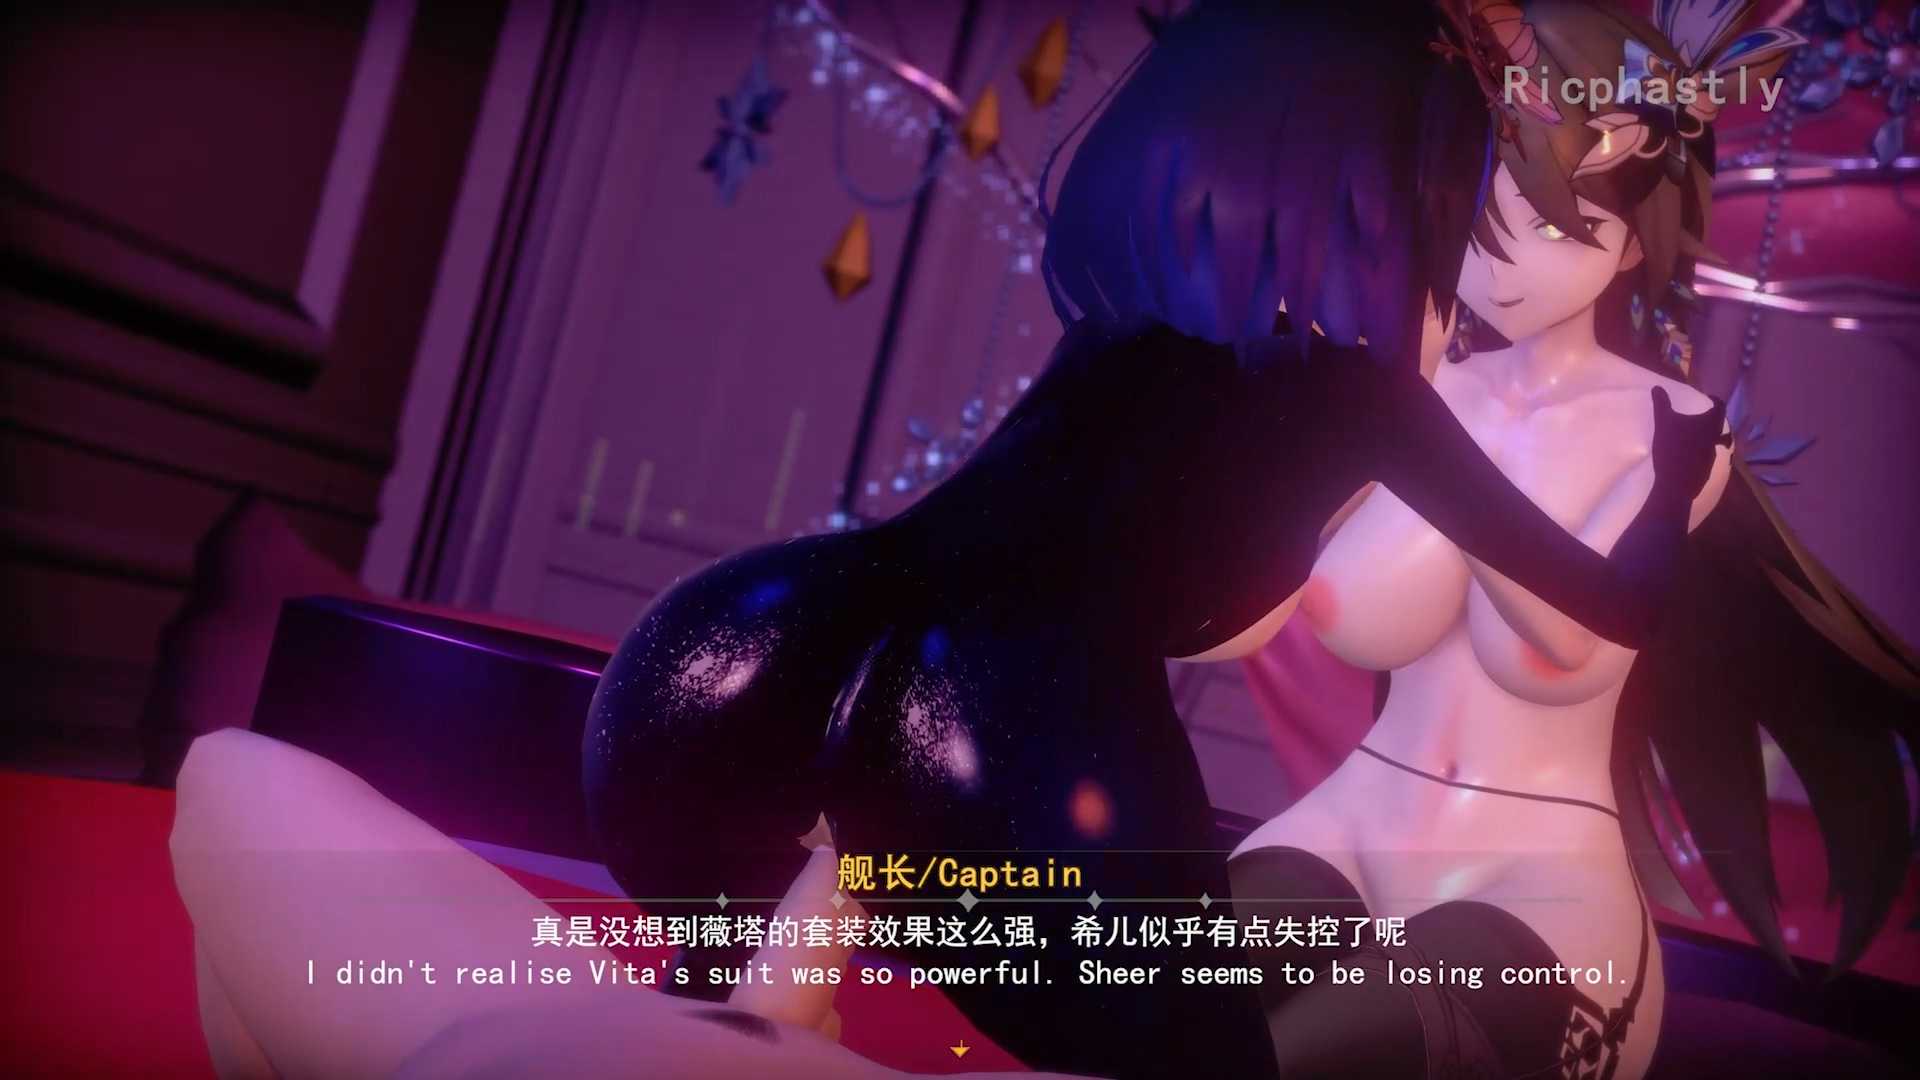 Ricphastly
舰长/Captain
真是没想到薇塔的套装效果这么强，希儿似乎有点失控了呢
I didn't realise Vita's suit was so powerful. Sheer seems to be losing control.